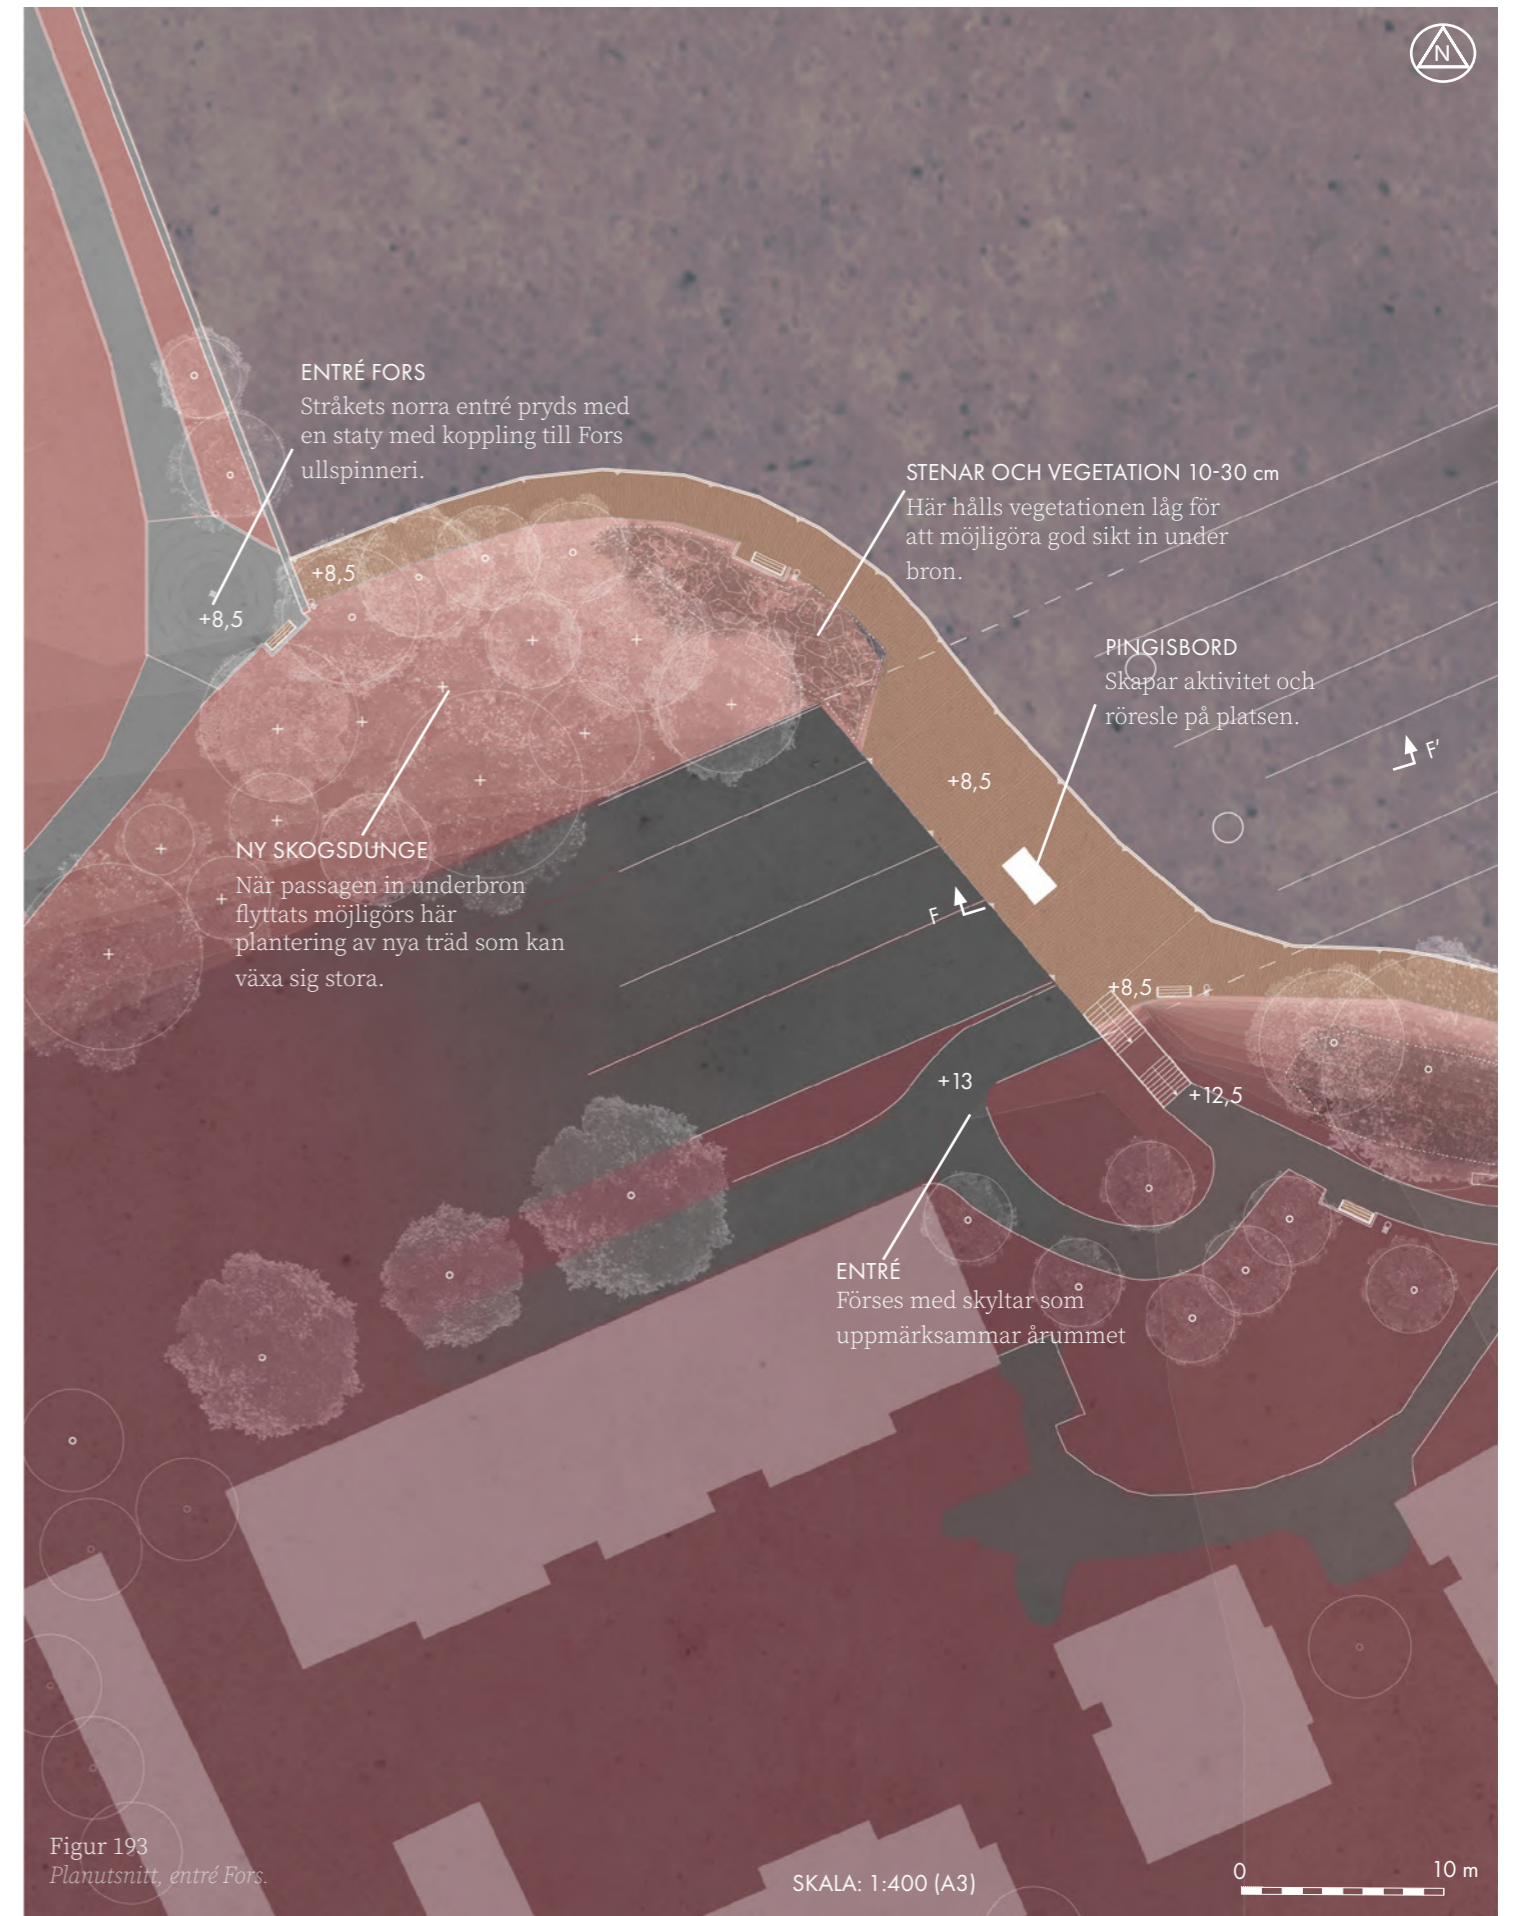 N
ENTRÉ FORS
Stråkets norra entré pryds med
en staty med koppling till Fors
ullspinneri.
STENAR OCH VEGETATION 10-30 cm
Här hålls vegetationen låg för
att möjligöra god sikt in under
bron.
+8,5
+8,5
PINGISBORD
Skapar aktivitet och
röresle på platsen.
F'
+8,5
NY SKOGSDUNGE
När passagen in underbron
flyttats möjligörs här
plantering av nya träd som kan
växa sig stora.
F
+8,5
+13
+12,5
ENTRÉ
Förses med skyltar som
uppmärksammar årummet
Figur 193
Planutsnitt, entré Fors.
SKALA: 1:400 (A3)
0
10 m